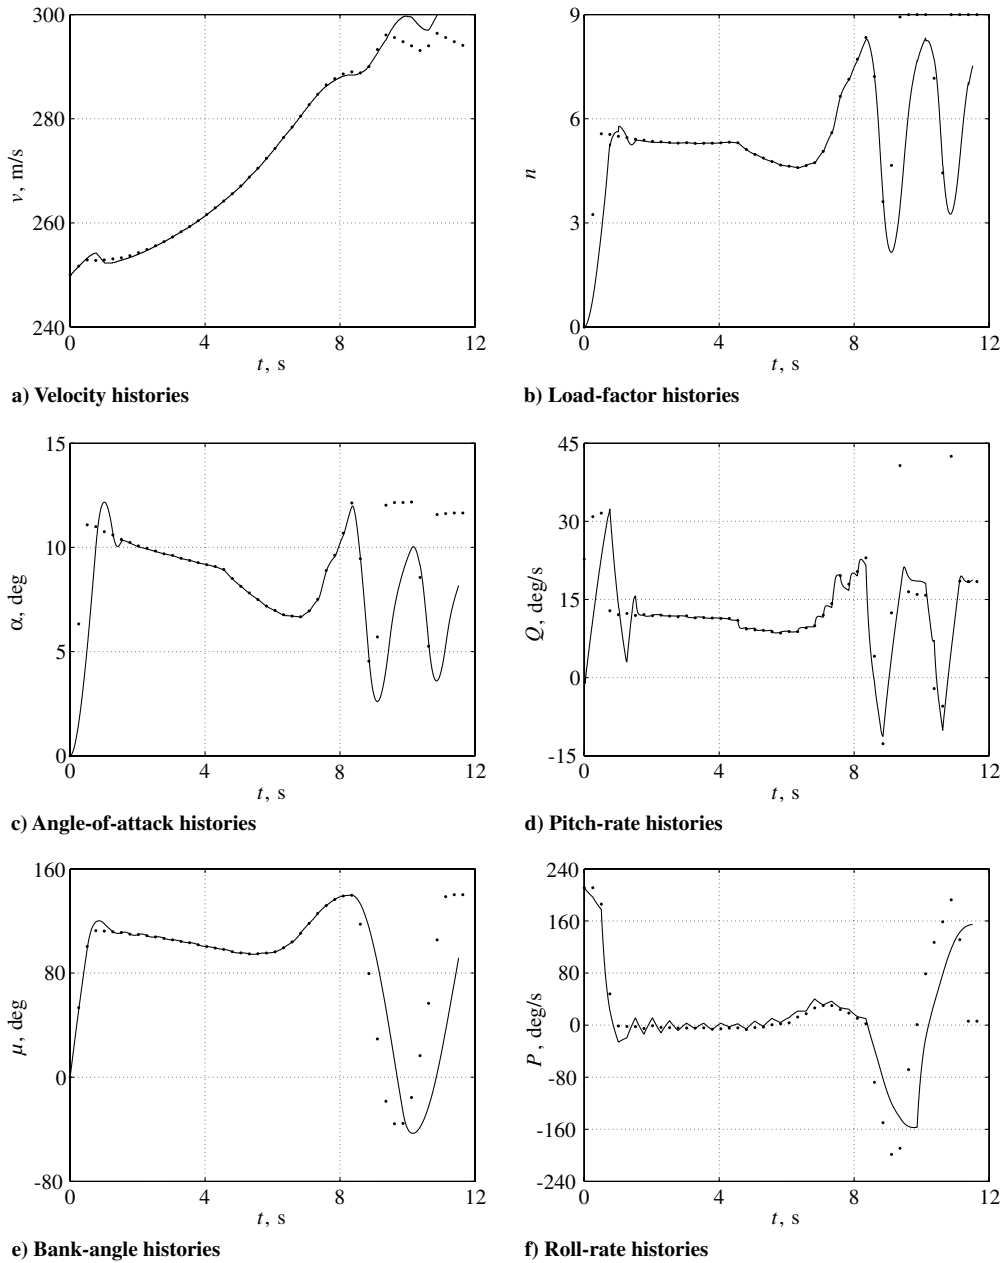 300
280
260
240
0
4
8
12
v, m/s
t, s
a) Velocity histories
9
6
3
0
0
4
8
12
n
t, s
b) Load-factor histories
15
10
5
0
0
4
8
12
α, deg
t, s
c) Angle-of-attack histories
45
30
15
0
-15
0
4
8
12
Q, deg/s
t, s
d) Pitch-rate histories
160
80
0
-80
0
4
8
12
μ, deg
t, s
e) Bank-angle histories
240
160
80
0
-80
-160
-240
0
4
8
12
P, deg/s
t, s
f) Roll-rate histories